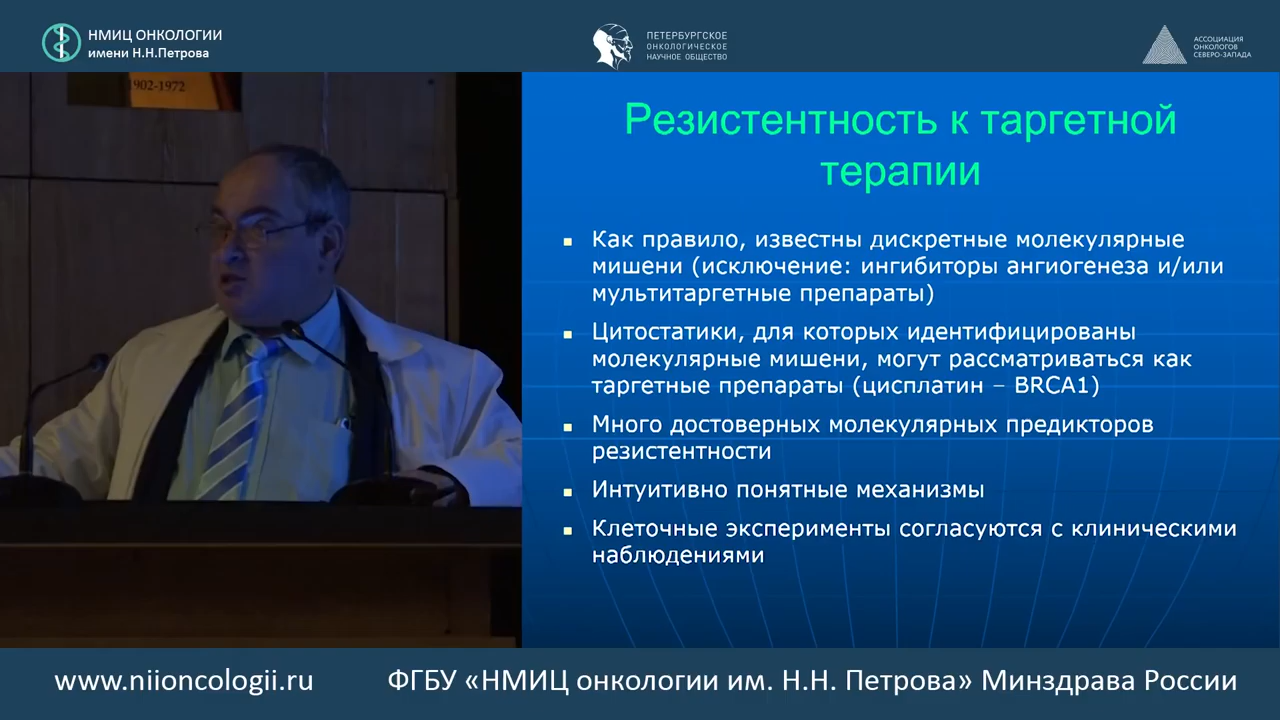 НМИЦ ОНКОЛОГИИ
имени Н.Н.Петрова
ПЕТЕРБУРГСКОЕ
ОНКОЛОГИЧЕСКОЕ
НАУЧНОЕ ОБЩЕСТВО
АССОЦИАЦИЯ
ОНКОЛОГОВ
СЕВЕРО-ЗАПАДА
1902-1972
Резистентность к таргетной
терапии
Как правило, известны дискретные молекулярные
мишени (исключение: ингибиторы ангиогенеза и/или
мультитаргетные препараты)
Цитостатики, для которых идентифицированы
молекулярные мишени, могут рассматриваться как
таргетные препараты (цисплатин – BRCA1)
Много достоверных молекулярных предикторов
резистентности
Интуитивно понятные механизмы
Клеточные эксперименты согласуются с клиническими
наблюдениями
www.niioncologii.ru
ФГБУ «НМИЦ онкологии им. Н.Н. Петрова» Минздрава России